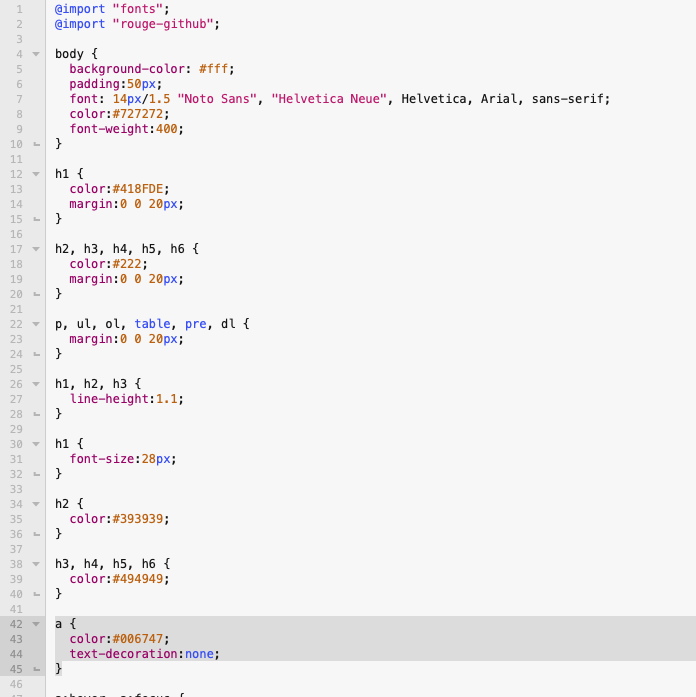 1 @import "fonts";
2 @import "rouge-github";
3
4 body {
5   background-color: #fff;
6   padding:50px;
7   font: 14px/1.5 "Noto Sans", "Helvetica Neue", Helvetica, Arial, sans-serif;
8   color:#727272;
9   font-weight:400;
10 }
11
12 h1 {
13   color:#418FDE;
14   margin:0 0 20px;
15 }
16
17 h2, h3, h4, h5, h6 {
18   color:#222;
19   margin:0 0 20px;
20 }
21
22 p, ul, ol, table, pre, dl {
23   margin:0 0 20px;
24 }
25
26 h1, h2, h3 {
27   line-height:1.1;
28 }
29
30 h1 {
31   font-size:28px;
32 }
33
34 h2 {
35   color:#393939;
36 }
37
38 h3, h4, h5, h6 {
39   color:#494949;
40 }
41
42 a {
43   color:#006747;
44   text-decoration:none;
45 }
46